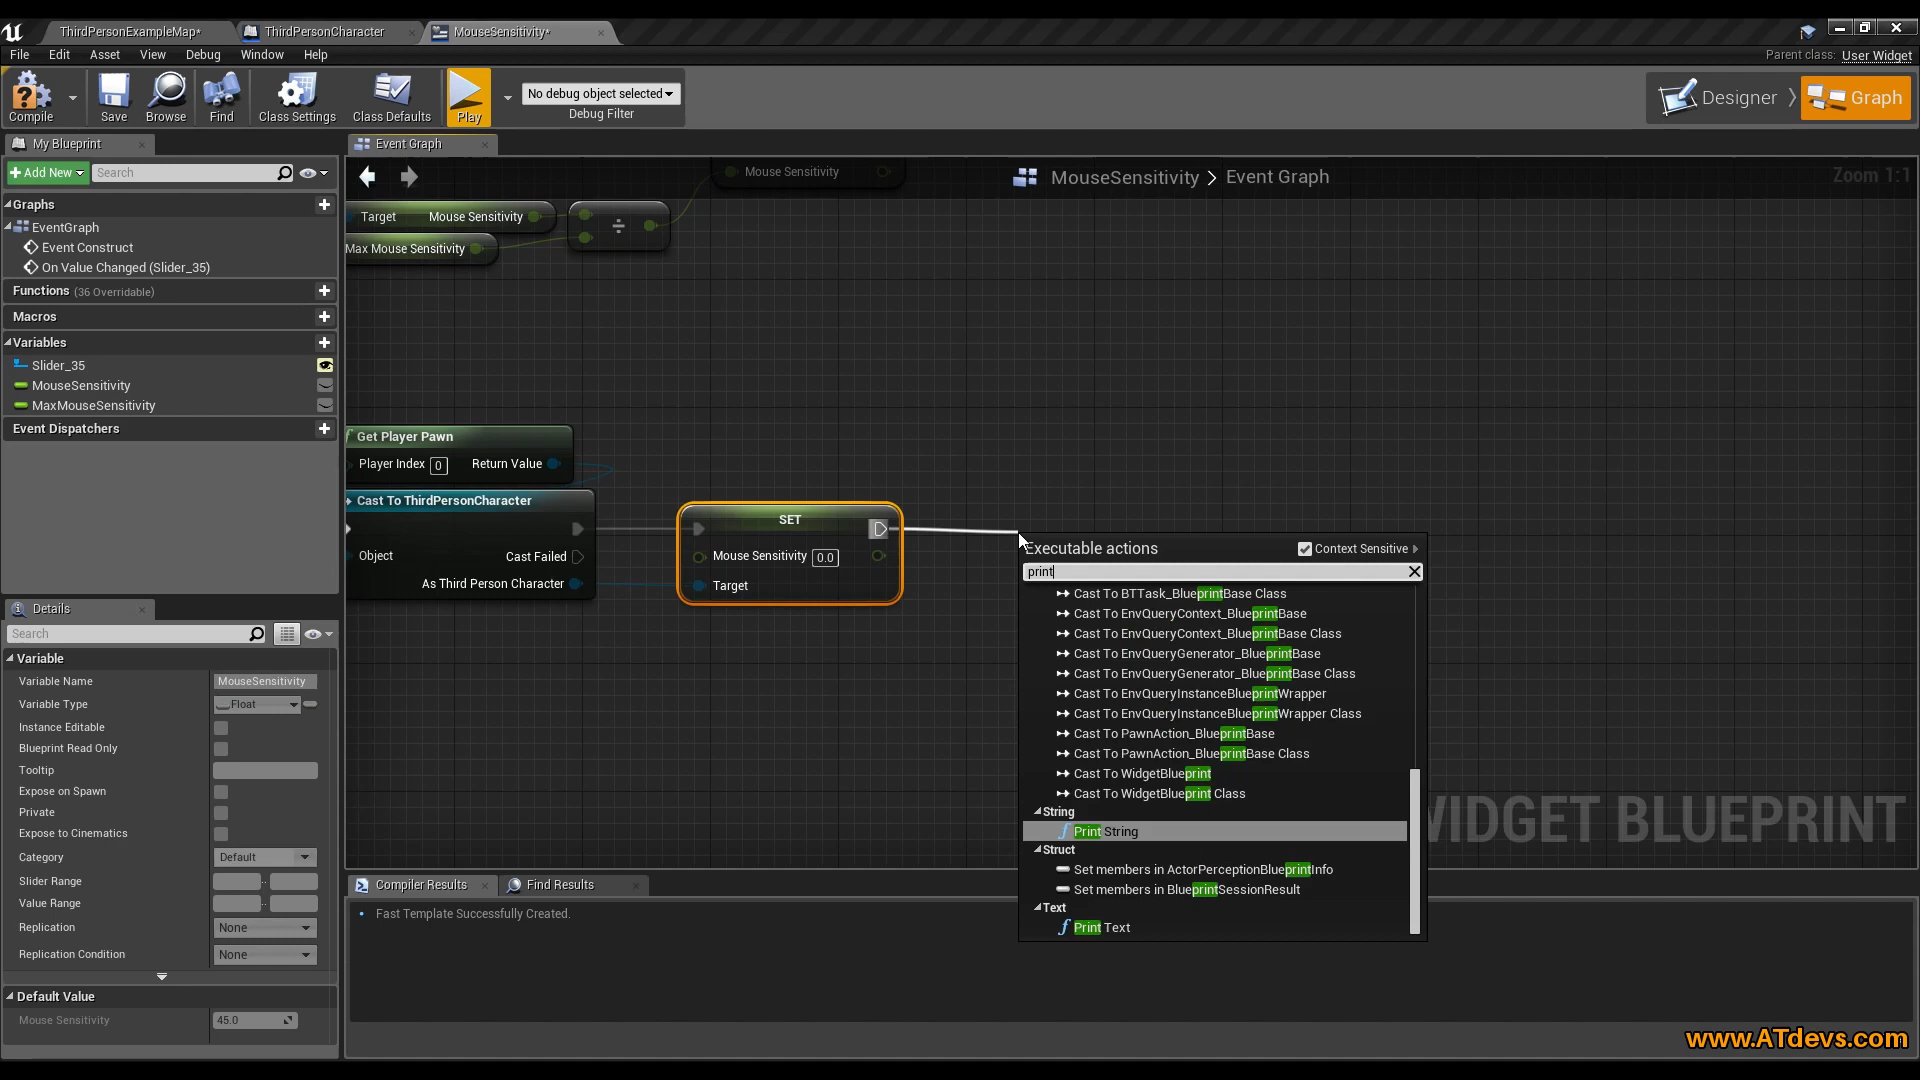 ThirdPersonExampleMap*
ThirdPersonCharacter
MouseSensitivity*
File Edit Asset View Debug Window Help
Parent class: User Widget
Compile
Save
Browse
Find
Class Settings
Class Defaults
Play
No debug object selected
Debug Filter
Designer
Graph
My Blueprint
Event Graph
Add New
Search
MouseSensitivity > Event Graph
Zoom 1:1
Graphs
EventGraph
Event Construct
On Value Changed (Slider_35)
Functions (36 Overridable)
Macros
Variables
Slider_35
MouseSensitivity
MaxMouseSensitivity
Event Dispatchers
Mouse Sensitivity
Target Mouse Sensitivity
Max Mouse Sensitivity
÷
Get Player Pawn
Player Index 0 Return Value
Cast To ThirdPersonCharacter
Object
Cast Failed
As Third Person Character
SET
Mouse Sensitivity 0.0
Target
Executable actions
Context Sensitive
print
Cast To BTTask_BlueprintBase Class
Cast To EnvQueryContext_BlueprintBase
Cast To EnvQueryContext_BlueprintBase Class
Cast To EnvQueryGenerator_BlueprintBase
Cast To EnvQueryGenerator_BlueprintBase Class
Cast To EnvQueryInstanceBlueprintWrapper
Cast To EnvQueryInstanceBlueprintWrapper Class
Cast To PawnAction_BlueprintBase
Cast To PawnAction_BlueprintBase Class
Cast To WidgetBlueprint
Cast To WidgetBlueprint Class
String
f Print String
Struct
Set members in ActorPerceptionBlueprintInfo
Set members in BlueprintSessionResult
Text
f Print Text
WIDGET BLUEPRINT
Details
Search
Variable
Variable Name MouseSensitivity
Variable Type Float
Instance Editable
Blueprint Read Only
Tooltip
Expose on Spawn
Private
Expose to Cinematics
Category Default
Slider Range
Value Range
Replication None
Replication Condition None
Default Value
Mouse Sensitivity 45.0
Compiler Results
Find Results
• Fast Template Successfully Created.
www.ATdevs.com